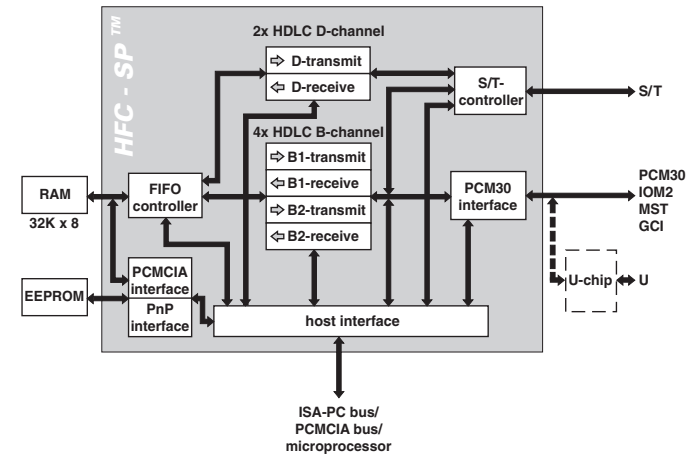 HFC - SP TM
2x HDLC D-channel
D-transmit
D-receive
S/T-
controller
S/T
4x HDLC B-channel
B1-transmit
B1-receive
B2-transmit
B2-receive
RAM
32K x 8
FIFO
controller
PCM30
interface
PCM30
IOM2
MST
GCI
EEPROM
PCMCIA
interface
PnP
interface
U-chip
U
host interface
ISA-PC bus/
PCMCIA bus/
microprocessor